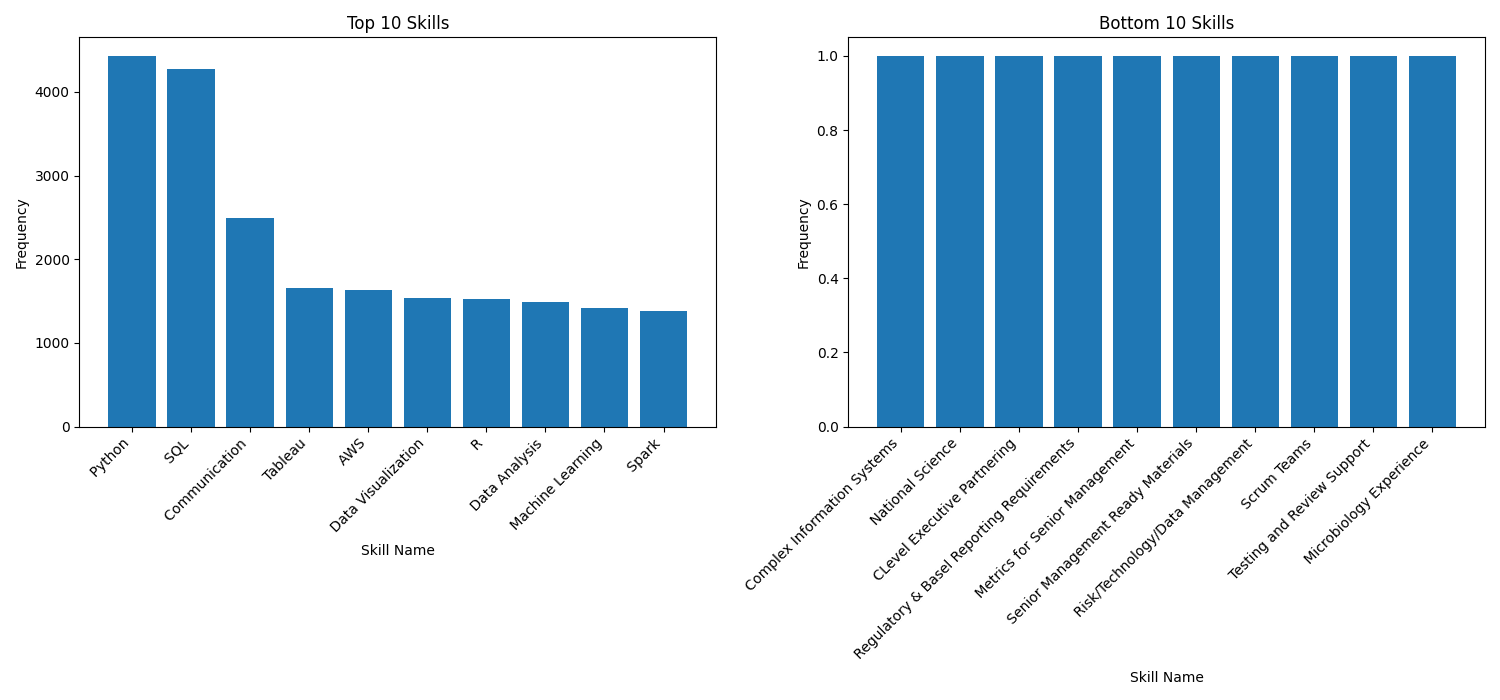 Top 10 Skills
Frequency
4000
3000
2000
1000
0
Python
SQL
Communication
Tableau
AWS
Data Visualization
R
Data Analysis
Machine Learning
Spark
Skill Name
Bottom 10 Skills
Frequency
1.0
0.8
0.6
0.4
0.2
0.0
Complex Information Systems
National Science
CLevel Executive Partnering
Regulatory & Basel Reporting Requirements
Metrics for Senior Management
Senior Management Ready Materials
Risk/Technology/Data Management
Scrum Teams
Testing and Review Support
Microbiology Experience
Skill Name